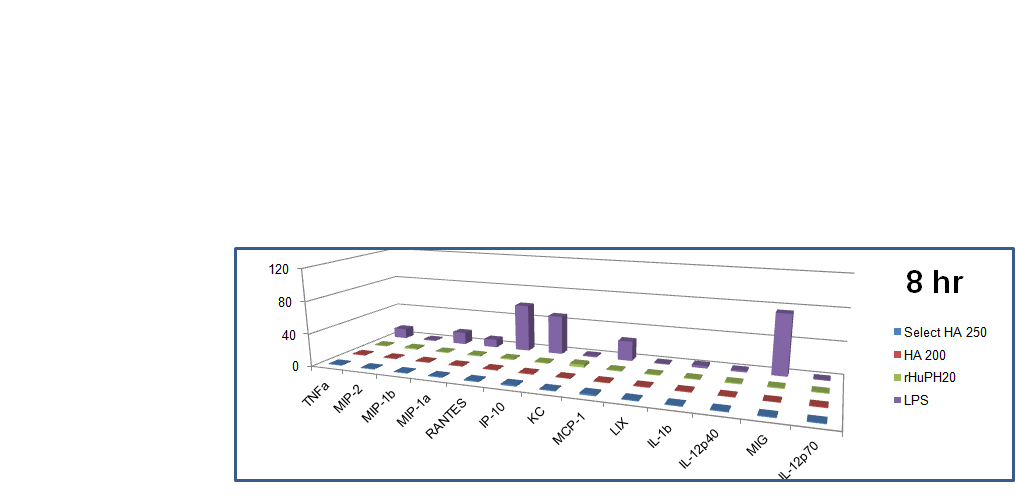 8 hr
120
80
40
0
TNFa
MIP-2
MIP-1b
MIP-1a
RANTES
IP-10
KC
MCP-1
LIX
IL-1b
IL-12p40
MIG
IL-12p70
Select HA 250
HA 200
rHuPH20
LPS